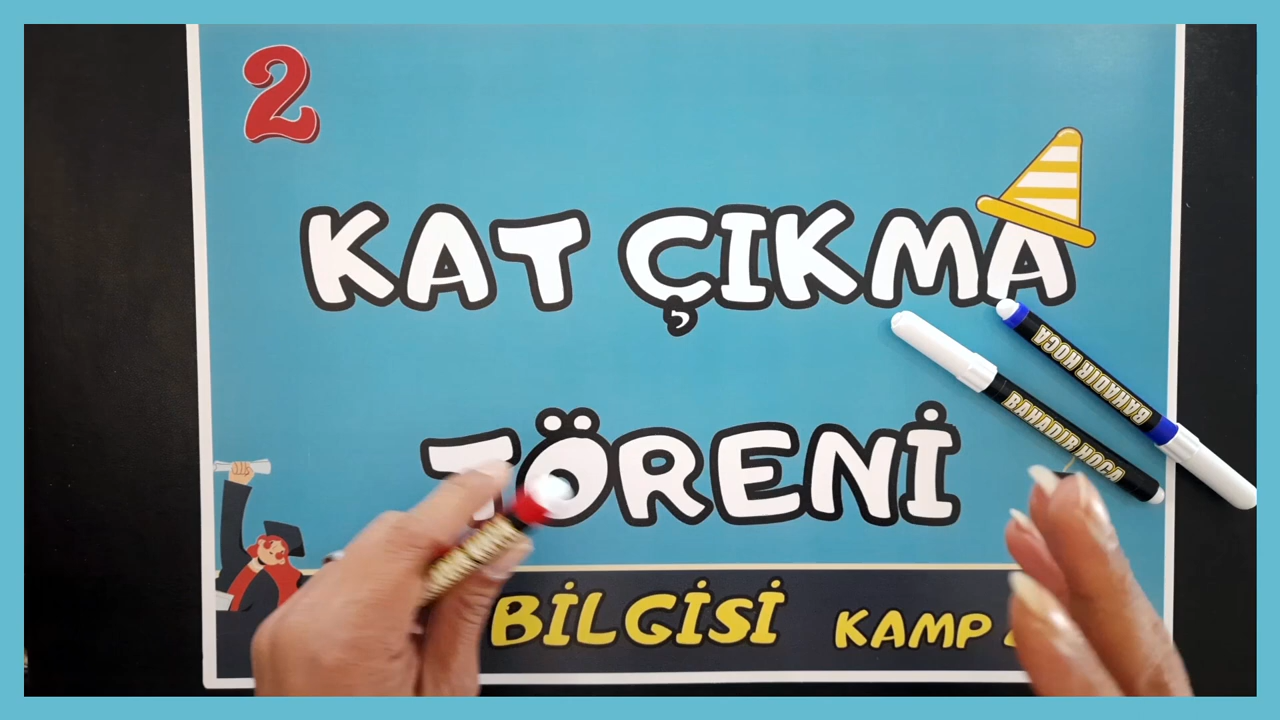 2
KAT ÇIKMA
TÖRENİ
BAHADIR HOCA
BAHADIR HOCA
BİLGİSİ KAMP